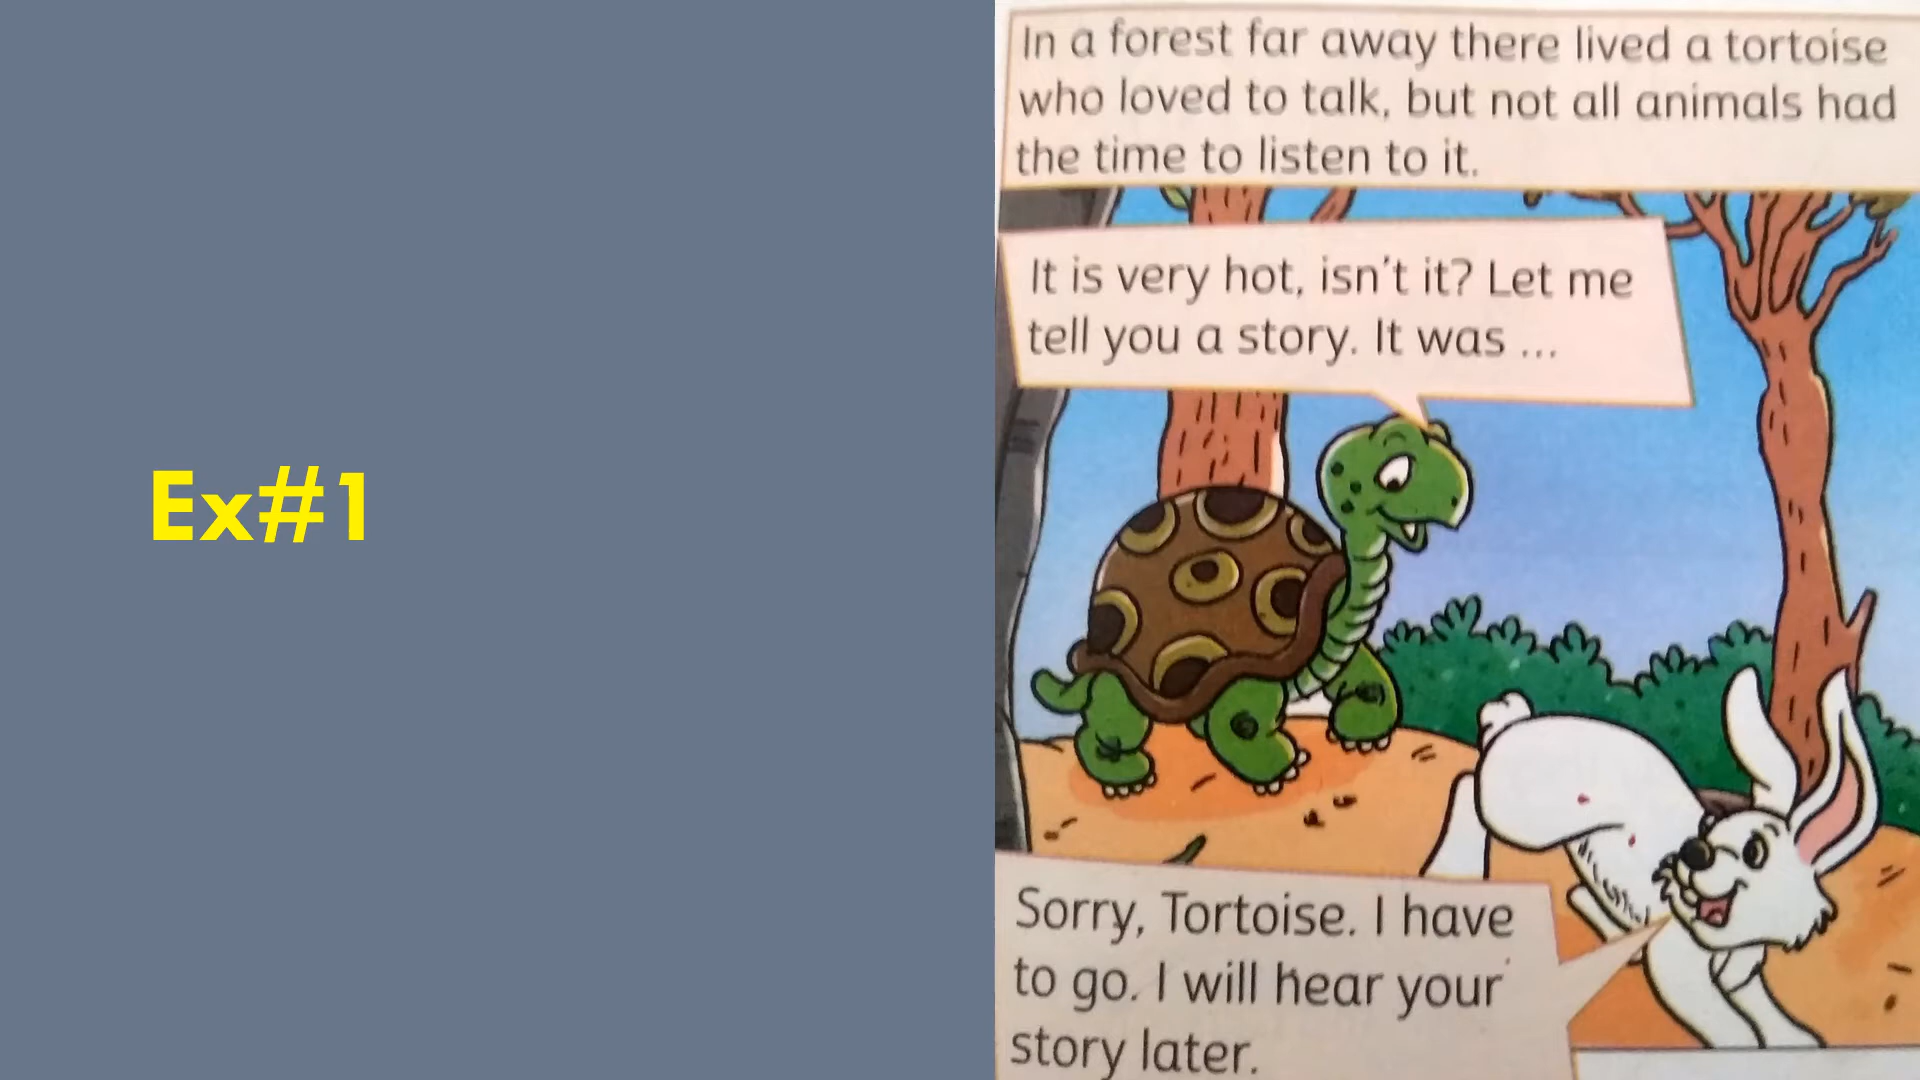 Ex#1
In a forest far away there lived a tortoise
who loved to talk, but not all animals had
the time to listen to it.
It is very hot, isn't it? Let me
tell you a story. It was ...
Sorry, Tortoise. I have
to go. I will hear your
story later.